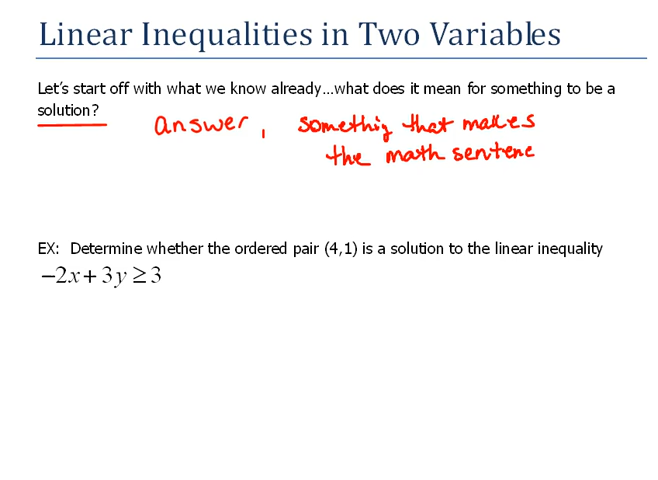 Linear Inequalities in Two Variables
Let's start off with what we know already...what does it mean for something to be a
solution?
answer, something that makes
the math sentene
EX: Determine whether the ordered pair (4,1) is a solution to the linear inequality
−2x + 3y ≥ 3